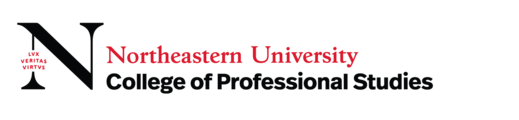 N
LVX
VERITAS
VIRTVS
Northeastern University
College of Professional Studies